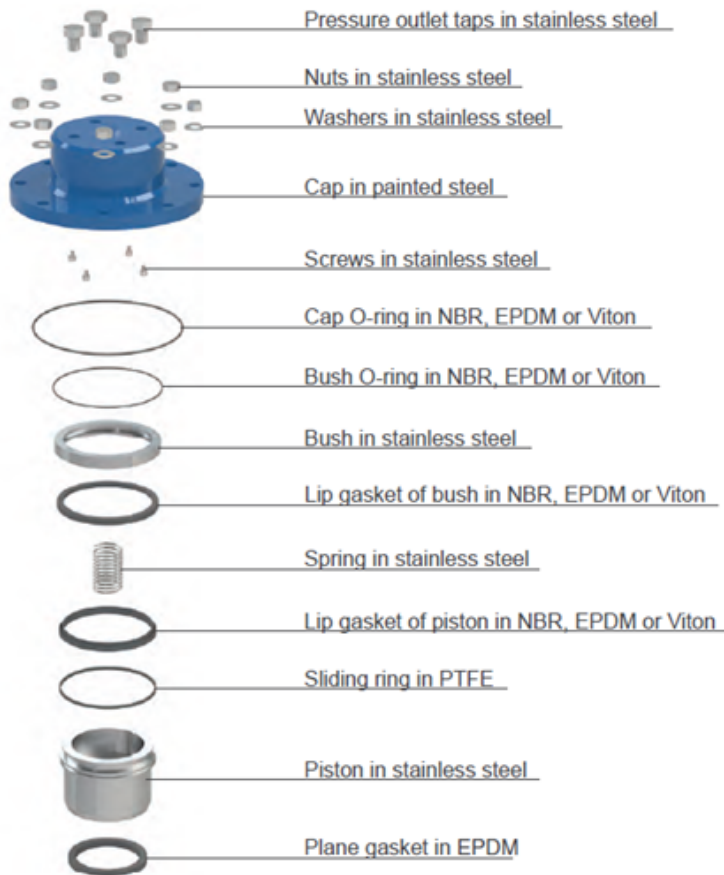 Pressure outlet taps in stainless steel
Nuts in stainless steel
Washers in stainless steel
Cap in painted steel
Screws in stainless steel
Cap O-ring in NBR, EPDM or Viton
Bush O-ring in NBR, EPDM or Viton
Bush in stainless steel
Lip gasket of bush in NBR, EPDM or Viton
Spring in stainless steel
Lip gasket of piston in NBR, EPDM or Viton
Sliding ring in PTFE
Piston in stainless steel
Plane gasket in EPDM